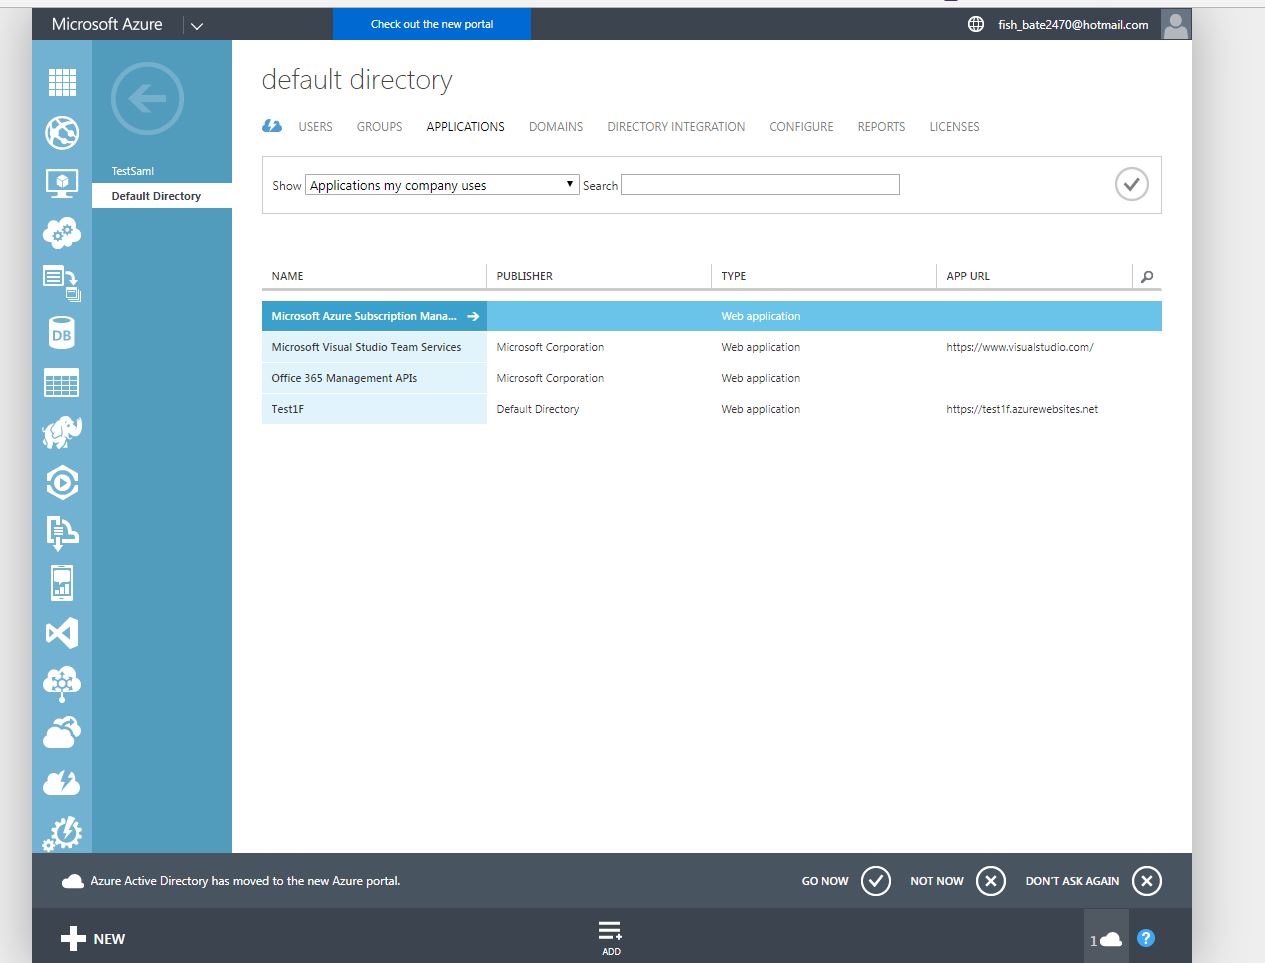 Microsoft Azure
Check out the new portal
fish_bate2470@hotmail.com
default directory
USERS GROUPS APPLICATIONS DOMAINS DIRECTORY INTEGRATION CONFIGURE REPORTS LICENSES
TestSaml
Default Directory
Show Applications my company uses Search
NAME PUBLISHER TYPE APP URL
Microsoft Azure Subscription Mana... Web application
Microsoft Visual Studio Team Services Microsoft Corporation Web application https://www.visualstudio.com/
Office 365 Management APIs Microsoft Corporation Web application
Test1F Default Directory Web application https://test1f.azurewebsites.net
DB
Azure Active Directory has moved to the new Azure portal.
GO NOW NOT NOW DON'T ASK AGAIN
NEW
ADD
1
?